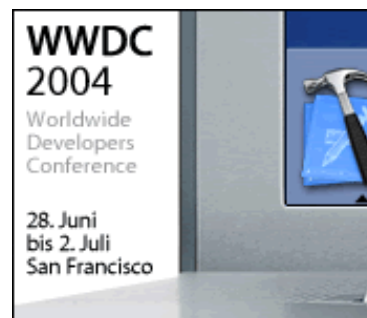 WWDC
2004
Worldwide
Developers
Conference
28. Juni
bis 2. Juli
San Francisco